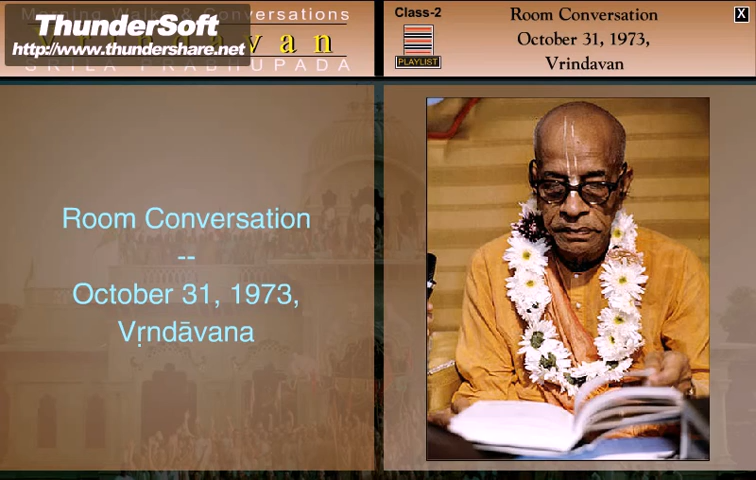 Morning Walks & Conversations
ThunderSoft
http://www.thundershare.net
SRILA PRABHUPADA
Class-2
PLAYLIST
Room Conversation
October 31, 1973,
Vrindavan
X
Room Conversation
--
October 31, 1973,
Vṛndāvana